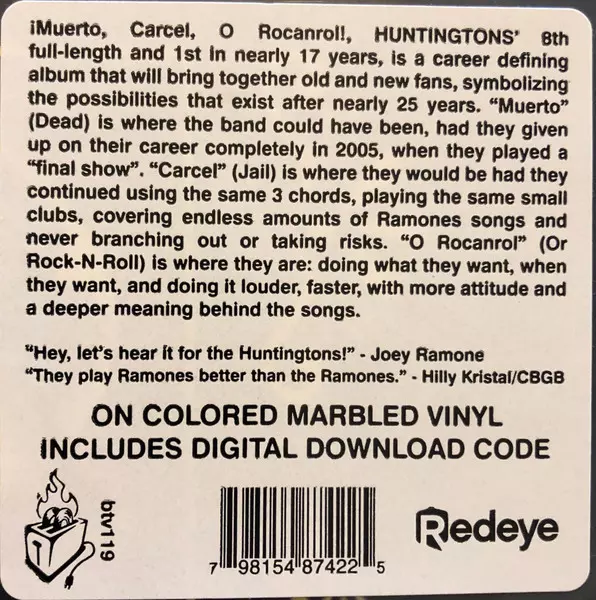 ¡Muerto, Carcel, O Rocanrol!, HUNTINGTONS' 8th
full-length and 1st in nearly 17 years, is a career defining
album that will bring together old and new fans, symbolizing
the possibilities that exist after nearly 25 years. “Muerto”
(Dead) is where the band could have been, had they given
up on their career completely in 2005, when they played a
“final show”. “Carcel” (Jail) is where they would be had they
continued using the same 3 chords, playing the same small
clubs, covering endless amounts of Ramones songs and
never branching out or taking risks. “O Rocanrol” (Or
Rock-N-Roll) is where they are: doing what they want, when
they want, and doing it louder, faster, with more attitude and
a deeper meaning behind the songs.
“Hey, let's hear it for the Huntingtons!” - Joey Ramone
“They play Ramones better than the Ramones.” - Hilly Kristal/CBGB
ON COLORED MARBLED VINYL
INCLUDES DIGITAL DOWNLOAD CODE
btv119
7 98154 87422 5
Redeye